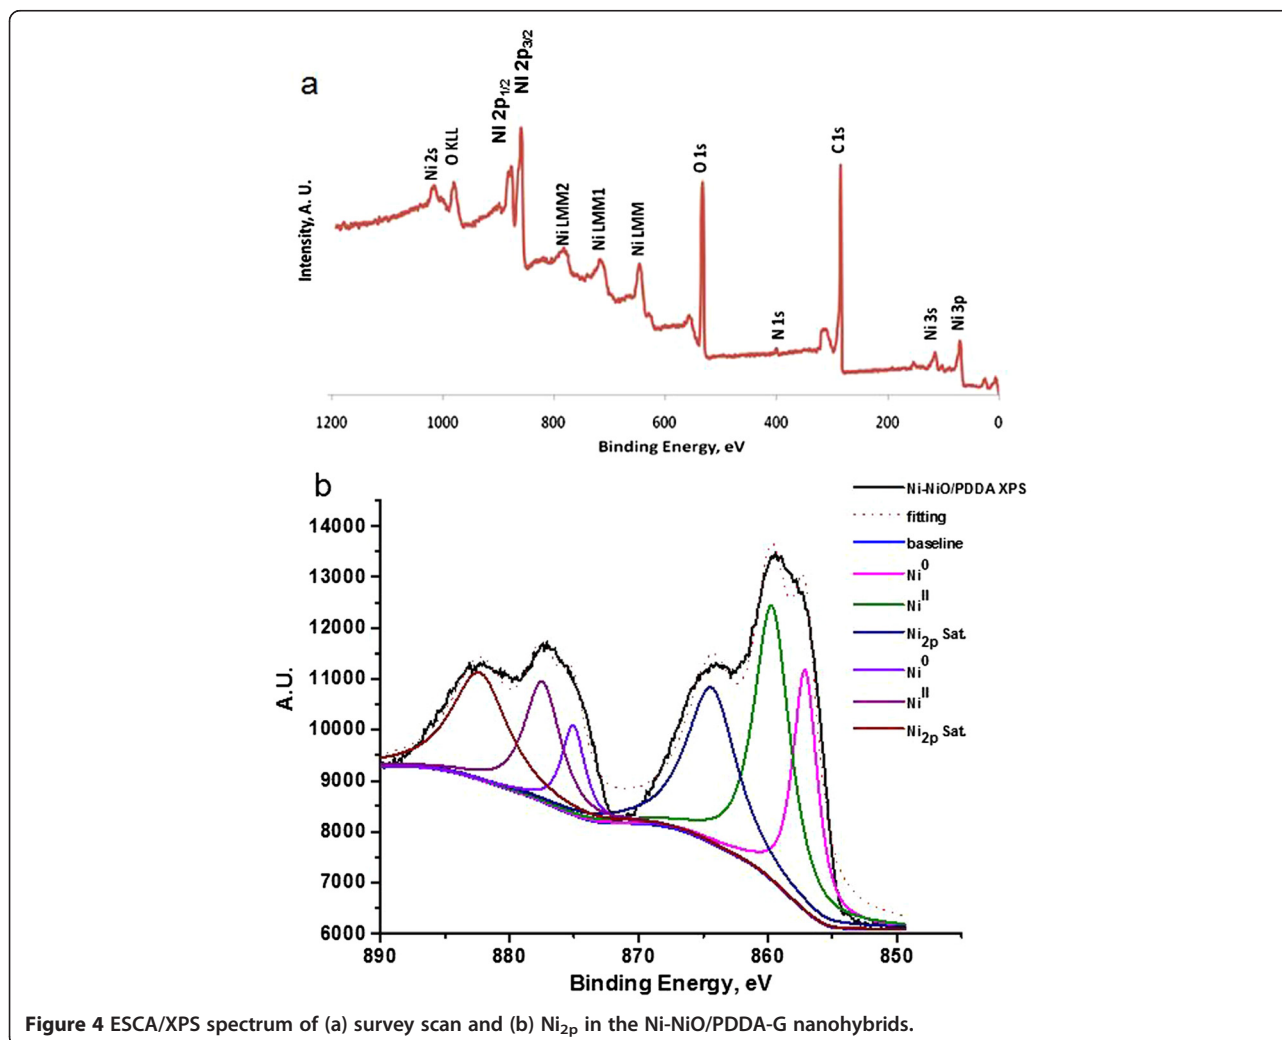 a
Intensity, A. U.
Ni 2s
O KLL
NI 2p1/2
NI 2p3/2
Ni LMM2
Ni LMM1
Ni LMM
O 1s
N 1s
C 1s
Ni 3s
Ni 3p
1200 1000 800 600 400 200 0
Binding Energy, eV
b
A.U.
14000
13000
12000
11000
10000
9000
8000
7000
6000
890 880 870 860 850
Binding Energy, eV
Ni-NiO/PDDA XPS
fitting
baseline
Ni0
NiII
Ni2p Sat.
Ni0
NiII
Ni2p Sat.
Figure 4 ESCA/XPS spectrum of (a) survey scan and (b) Ni2p in the Ni-NiO/PDDA-G nanohybrids.